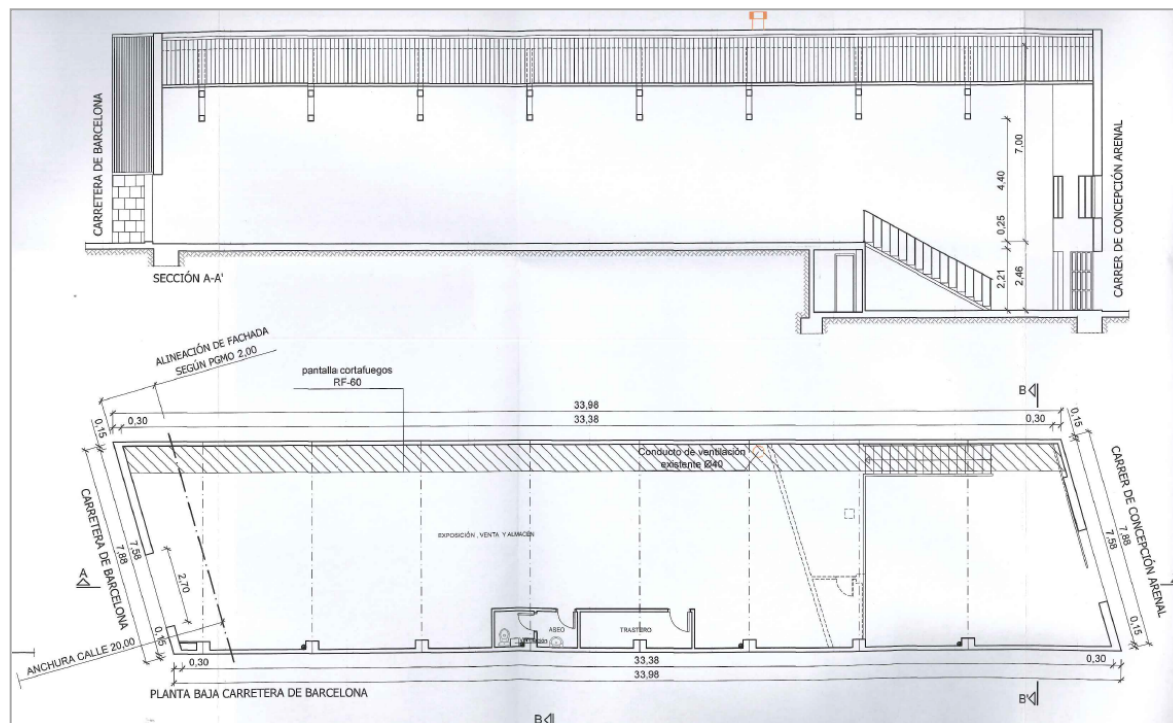 CARRETERA DE BARCELONA
CARRER DE CONCEPCIÓN ARENAL
7,00
4,40
0,25
2,21
2,46
SECCIÓN A-A'
ALINEACIÓN DE FACHADA
SEGÚN PGMO 2,00
pantalla cortafuegos
RF-60
B
33,98
33,38
0,30
0,30
0,15
0,15
Conducto de ventilación
existente Ø40
CARRETERA DE BARCELONA
7,58
7,88
CARRER DE CONCEPCIÓN ARENAL
7,88
7,58
EXPOSICIÓN , VENTA Y ALMACÉN
A
2,70
ASEO
TRASTERO
0,15
0,15
ANCHURA CALLE 20,00
0,30
33,38
0,30
33,98
PLANTA BAJA CARRETERA DE BARCELONA
B'
B